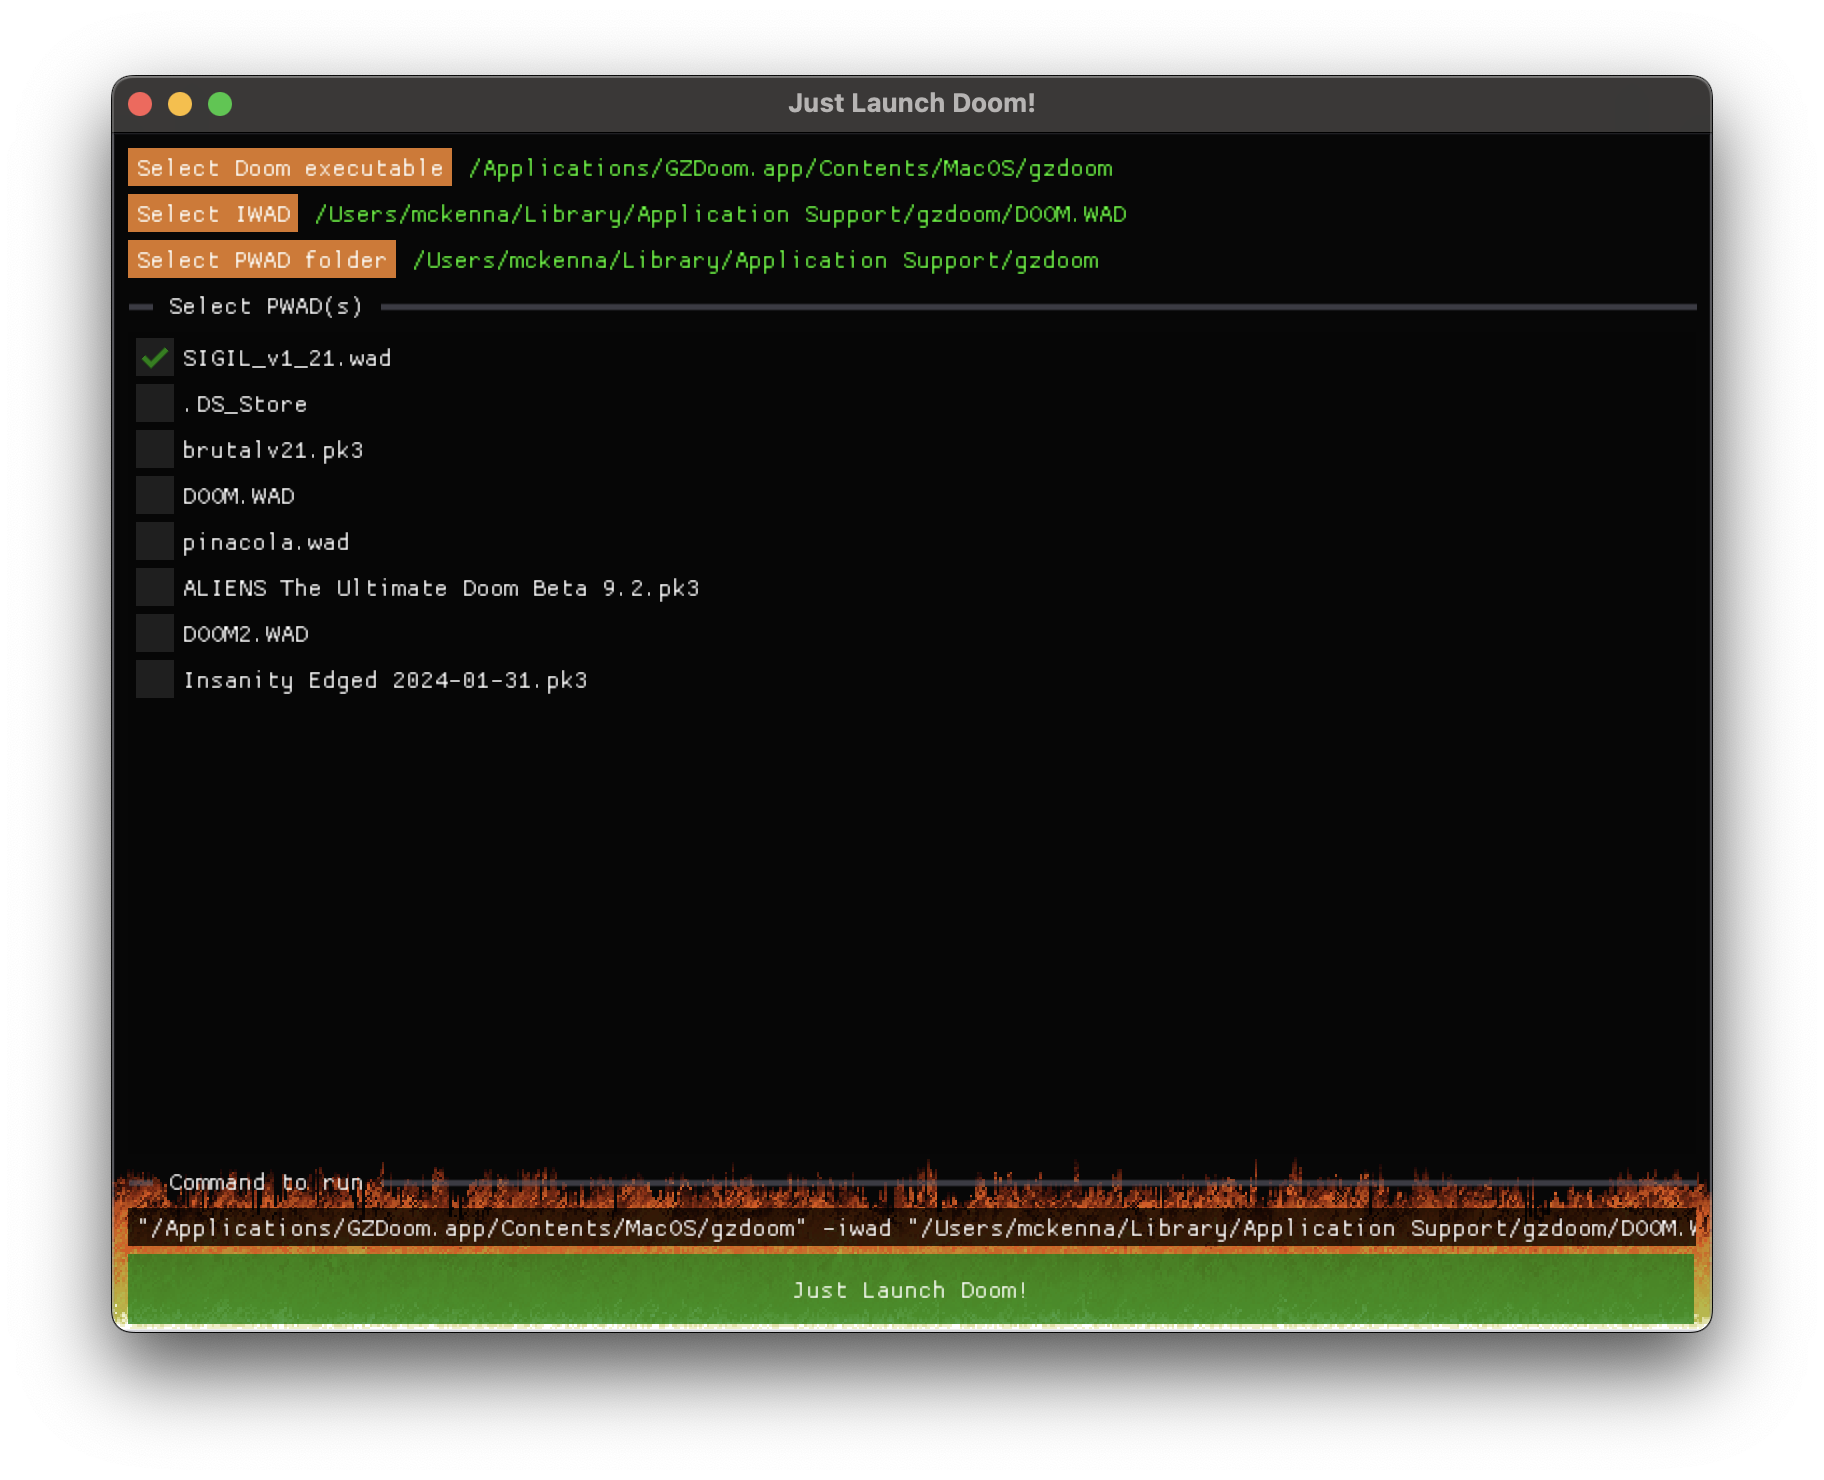 Just Launch Doom!
Select Doom executable /Applications/GZDoom.app/Contents/MacOS/gzdoom
Select IWAD /Users/mckenna/Library/Application Support/gzdoom/DOOM.WAD
Select PWAD folder /Users/mckenna/Library/Application Support/gzdoom
Select PWAD(s)
SIGIL_v1_21.wad
.DS_Store
brutalv21.pk3
DOOM.WAD
pinacola.wad
ALIENS The Ultimate Doom Beta 9.2.pk3
DOOM2.WAD
Insanity Edged 2024-01-31.pk3
Command to run
"/Applications/GZDoom.app/Contents/MacOS/gzdoom" -iwad "/Users/mckenna/Library/Application Support/gzdoom/DOOM.W
Just Launch Doom!